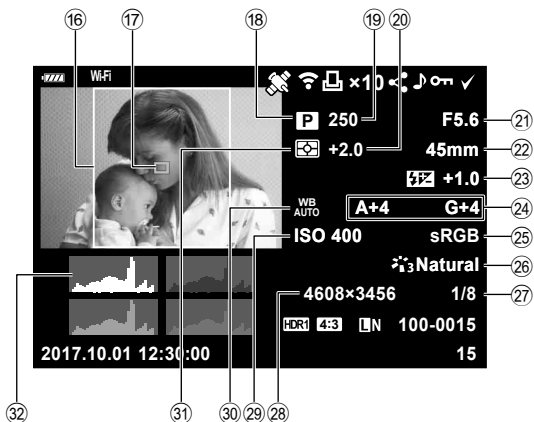 ⑯ ⑰ ⑱ ⑲ ⑳
Wi-Fi ×10
P 250 F5.6 ㉑
+2.0 45mm ㉒
+1.0 ㉓
WB AUTO A+4 G+4 ㉔
ISO 400 sRGB ㉕
3 Natural ㉖
4608×3456 1/8 ㉗
HDR1 4:3 LN 100-0015
2017.10.01 12:30:00 15
㉜ ㉛ ㉚ ㉙ ㉘